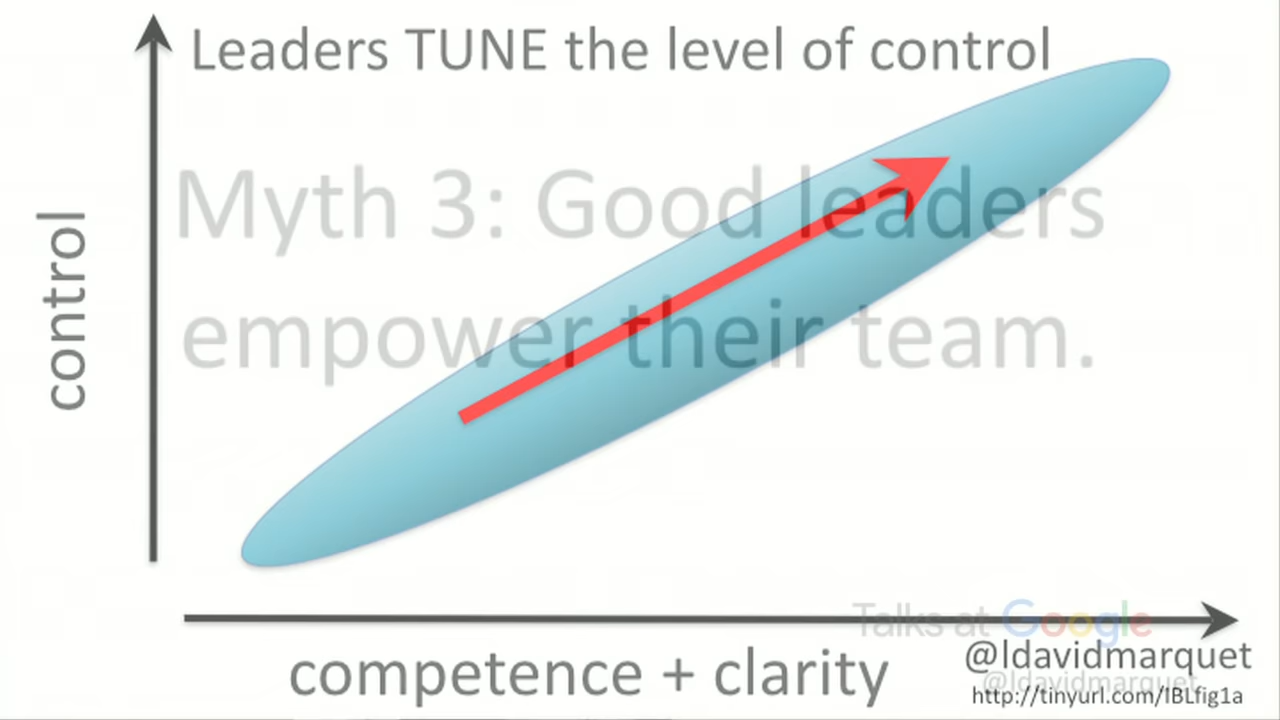 Leaders TUNE the level of control
Myth 3: Good leaders
empower their team.
control
Talks at Google
competence + clarity
@ldavidmarquet
@ldavidmarquet
http://tinyurl.com/IBLfig1a